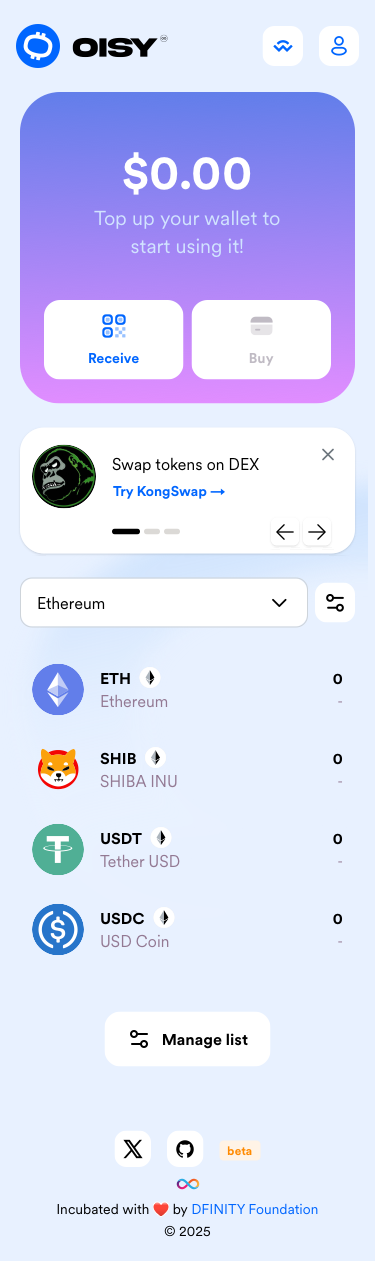 OISY
$0.00
Top up your wallet to
start using it!
Receive
Buy
Swap tokens on DEX
Try KongSwap →
Ethereum
ETH
0
Ethereum
-
SHIB
0
SHIBA INU
-
USDT
0
Tether USD
-
USDC
0
USD Coin
-
Manage list
beta
Incubated with ❤️ by DFINITY Foundation
© 2025